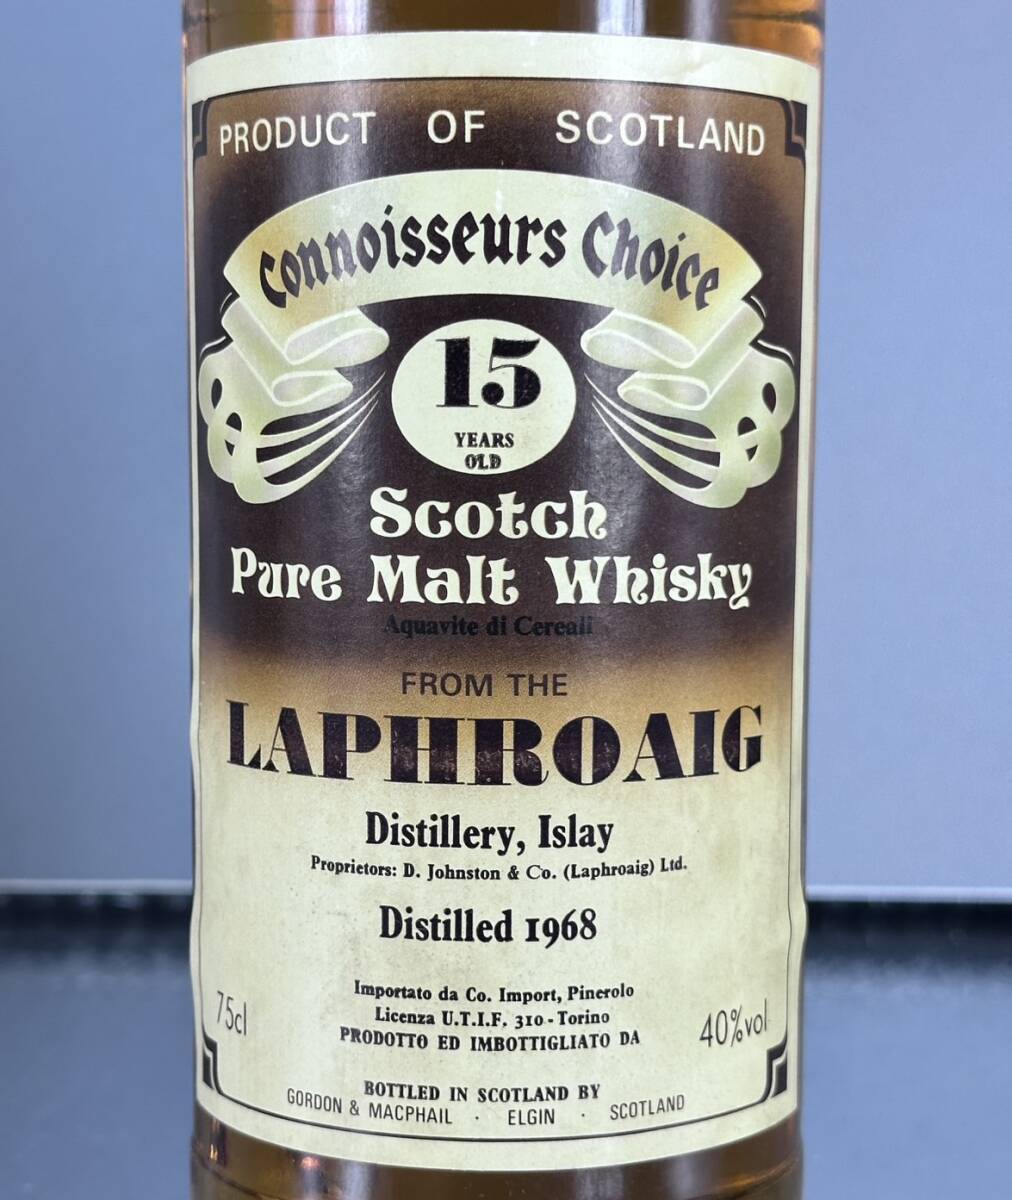 PRODUCT OF SCOTLAND
Connoisseurs Choice
15
YEARS
OLD
Scotch
Pure Malt Whisky
Aquavite di Cereali
FROM THE
LAPHROAIG
Distillery, Islay
Proprietors: D. Johnston & Co. (Laphroaig) Ltd.
Distilled 1968
Importato da Co. Import, Pinerolo
Licenza U.T.I.F. 310 - Torino
PRODOTTO ED IMBOTTIGLIATO DA
75cl
40%vol
BOTTLED IN SCOTLAND BY
GORDON & MACPHAIL · ELGIN · SCOTLAND